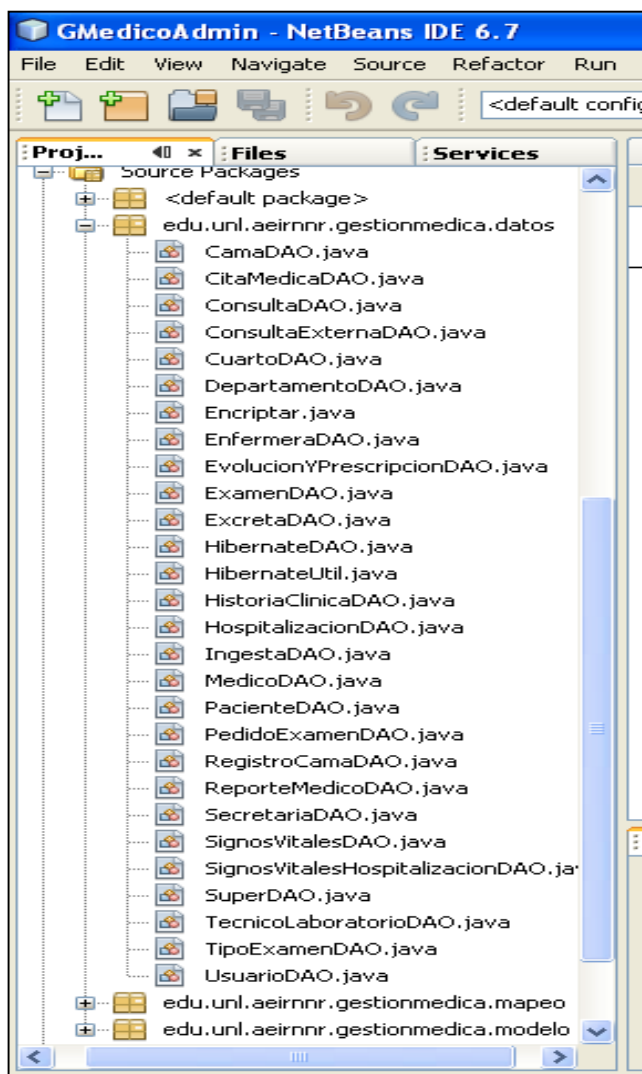 GMedicoAdmin - NetBeans IDE 6.7
File Edit View Navigate Source Refactor Run
<default config
Proj... Files Services
Source Packages
<default package>
edu.unl.aeirnnr.gestionmedica.datos
CamaDAO.java
CitaMedicaDAO.java
ConsultaDAO.java
ConsultaExternaDAO.java
CuartoDAO.java
DepartamentoDAO.java
Encriptar.java
EnfermeraDAO.java
EvolucionYPrescripcionDAO.java
ExamenDAO.java
ExcretaDAO.java
HibernateDAO.java
HibernateUtil.java
HistoriaClinicaDAO.java
HospitalizacionDAO.java
IngestaDAO.java
MedicoDAO.java
PacienteDAO.java
PedidoExamenDAO.java
RegistroCamaDAO.java
ReporteMedicoDAO.java
SecretariaDAO.java
SignosVitalesDAO.java
SignosVitalesHospitalizacionDAO.ja
SuperDAO.java
TecnicoLaboratorioDAO.java
TipoExamenDAO.java
UsuarioDAO.java
edu.unl.aeirnnr.gestionmedica.mapeo
edu.unl.aeirnnr.gestionmedica.modelo